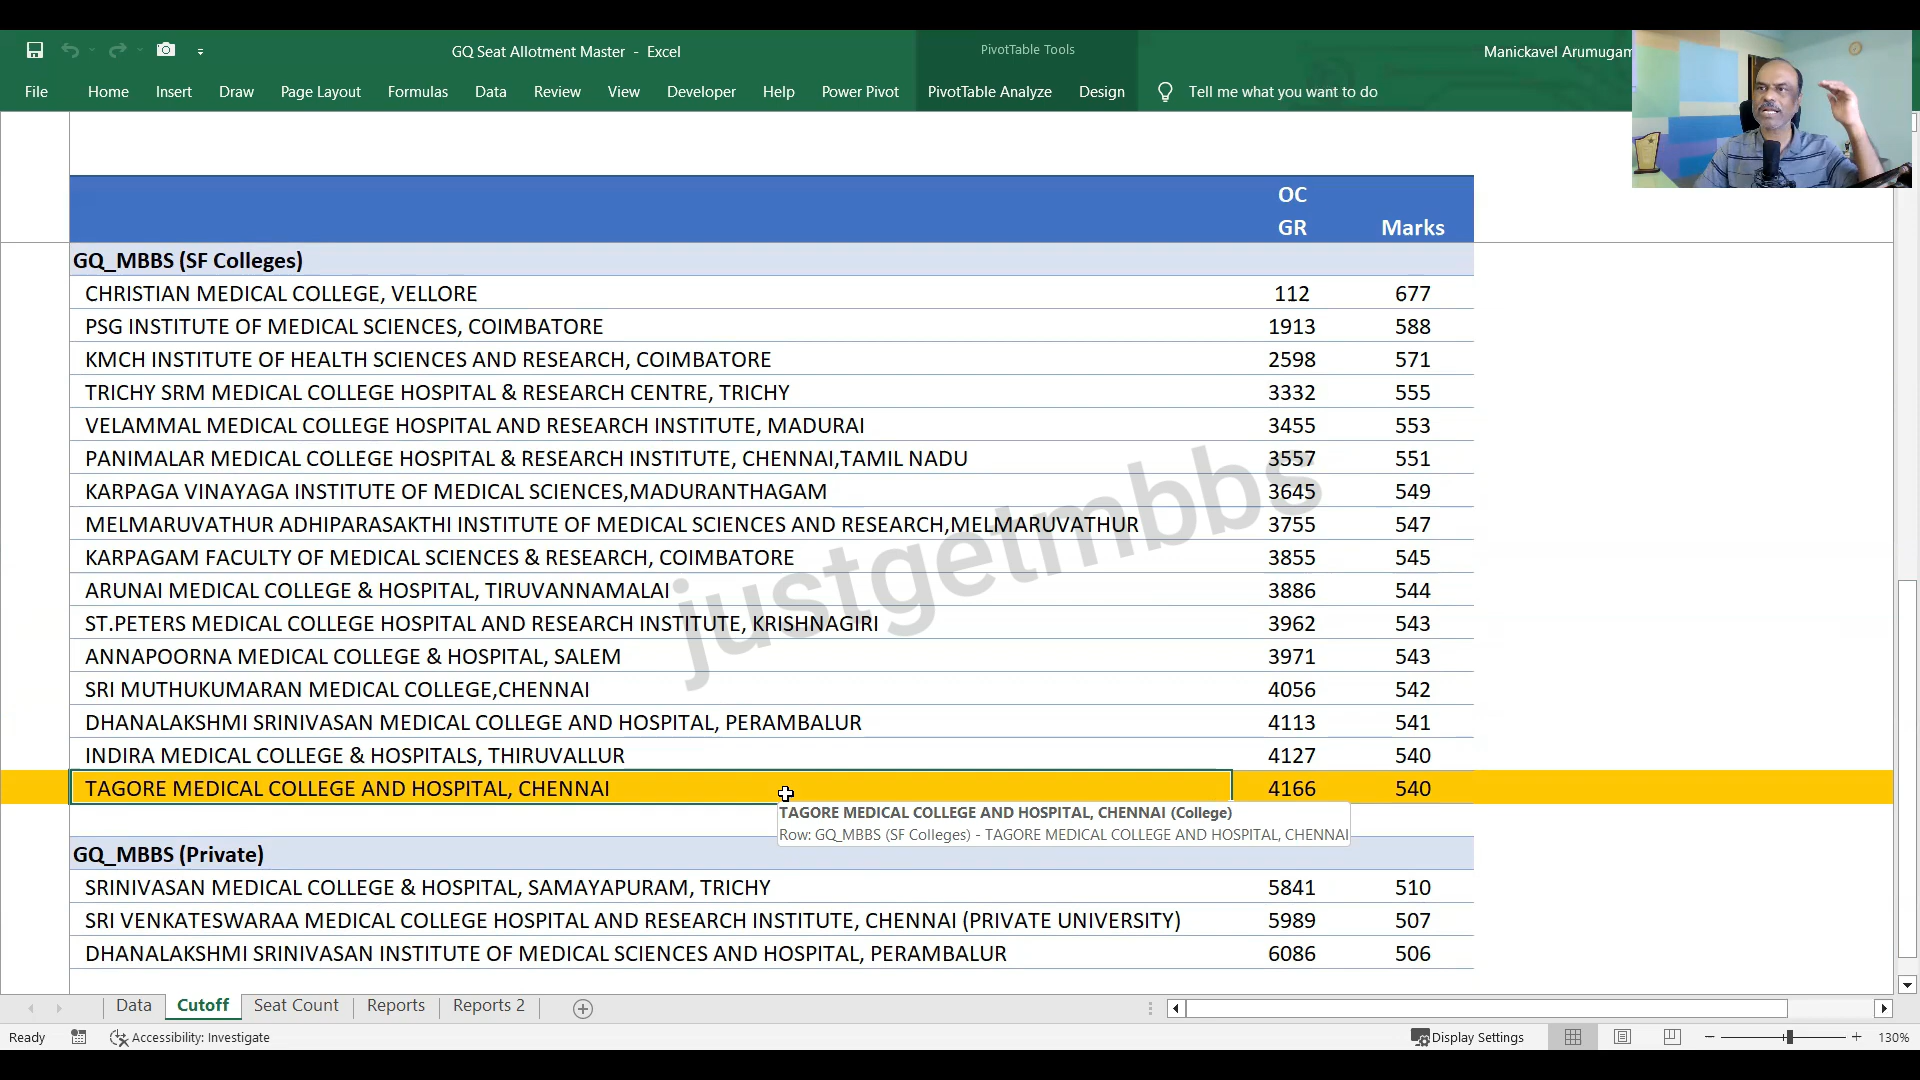 GQ Seat Allotment Master - Excel
PivotTable Tools
Manickavel Arumugam
File Home Insert Draw Page Layout Formulas Data Review View Developer Help Power Pivot PivotTable Analyze Design Tell me what you want to do
OC
GR Marks
GQ_MBBS (SF Colleges)
CHRISTIAN MEDICAL COLLEGE, VELLORE 112 677
PSG INSTITUTE OF MEDICAL SCIENCES, COIMBATORE 1913 588
KMCH INSTITUTE OF HEALTH SCIENCES AND RESEARCH, COIMBATORE 2598 571
TRICHY SRM MEDICAL COLLEGE HOSPITAL & RESEARCH CENTRE, TRICHY 3332 555
VELAMMAL MEDICAL COLLEGE HOSPITAL AND RESEARCH INSTITUTE, MADURAI 3455 553
PANIMALAR MEDICAL COLLEGE HOSPITAL & RESEARCH INSTITUTE, CHENNAI,TAMIL NADU 3557 551
KARPAGA VINAYAGA INSTITUTE OF MEDICAL SCIENCES,MADURANTHAGAM 3645 549
MELMARUVATHUR ADHIPARASAKTHI INSTITUTE OF MEDICAL SCIENCES AND RESEARCH,MELMARUVATHUR 3755 547
KARPAGAM FACULTY OF MEDICAL SCIENCES & RESEARCH, COIMBATORE 3855 545
ARUNAI MEDICAL COLLEGE & HOSPITAL, TIRUVANNAMALAI 3886 544
ST.PETERS MEDICAL COLLEGE HOSPITAL AND RESEARCH INSTITUTE, KRISHNAGIRI 3962 543
ANNAPOORNA MEDICAL COLLEGE & HOSPITAL, SALEM 3971 543
SRI MUTHUKUMARAN MEDICAL COLLEGE,CHENNAI 4056 542
DHANALAKSHMI SRINIVASAN MEDICAL COLLEGE AND HOSPITAL, PERAMBALUR 4113 541
INDIRA MEDICAL COLLEGE & HOSPITALS, THIRUVALLUR 4127 540
TAGORE MEDICAL COLLEGE AND HOSPITAL, CHENNAI 4166 540
TAGORE MEDICAL COLLEGE AND HOSPITAL, CHENNAI (College)
Row: GQ_MBBS (SF Colleges) - TAGORE MEDICAL COLLEGE AND HOSPITAL, CHENNAI
GQ_MBBS (Private)
SRINIVASAN MEDICAL COLLEGE & HOSPITAL, SAMAYAPURAM, TRICHY 5841 510
SRI VENKATESWARAA MEDICAL COLLEGE HOSPITAL AND RESEARCH INSTITUTE, CHENNAI (PRIVATE UNIVERSITY) 5989 507
DHANALAKSHMI SRINIVASAN INSTITUTE OF MEDICAL SCIENCES AND HOSPITAL, PERAMBALUR 6086 506
justgetmbbs
Data Cutoff Seat Count Reports Reports 2
Ready Accessibility: Investigate Display Settings 130%